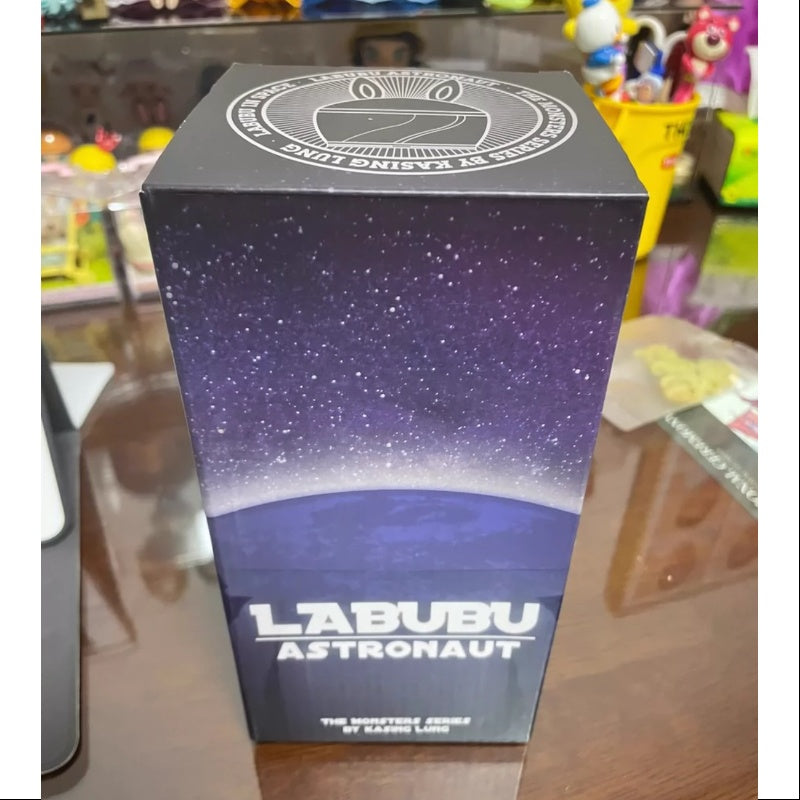 LABUBU IN SPACE · LABUBU ASTRONAUT · THE MONSTERS SERIES BY KASING LUNG ·
LABUBU
ASTRONAUT
THE MONSTERS SERIES
BY KASING LUNG